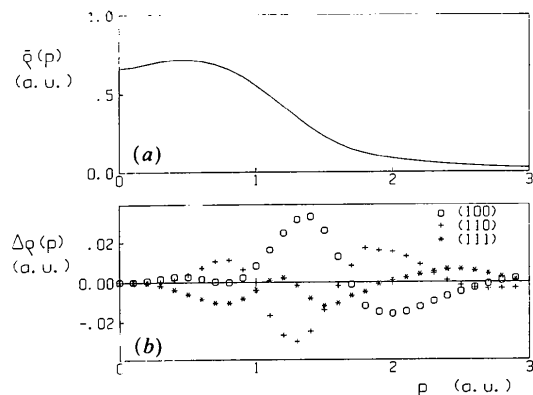 1.0
ρ̄(p)
(a.u.)
.5
(a)
0.0
0 1 2 3
Δρ(p)
(a.u.)
.02
0.00
-.02
o (100)
+ (110)
* (111)
(b)
0 1 2 3
p (a.u.)